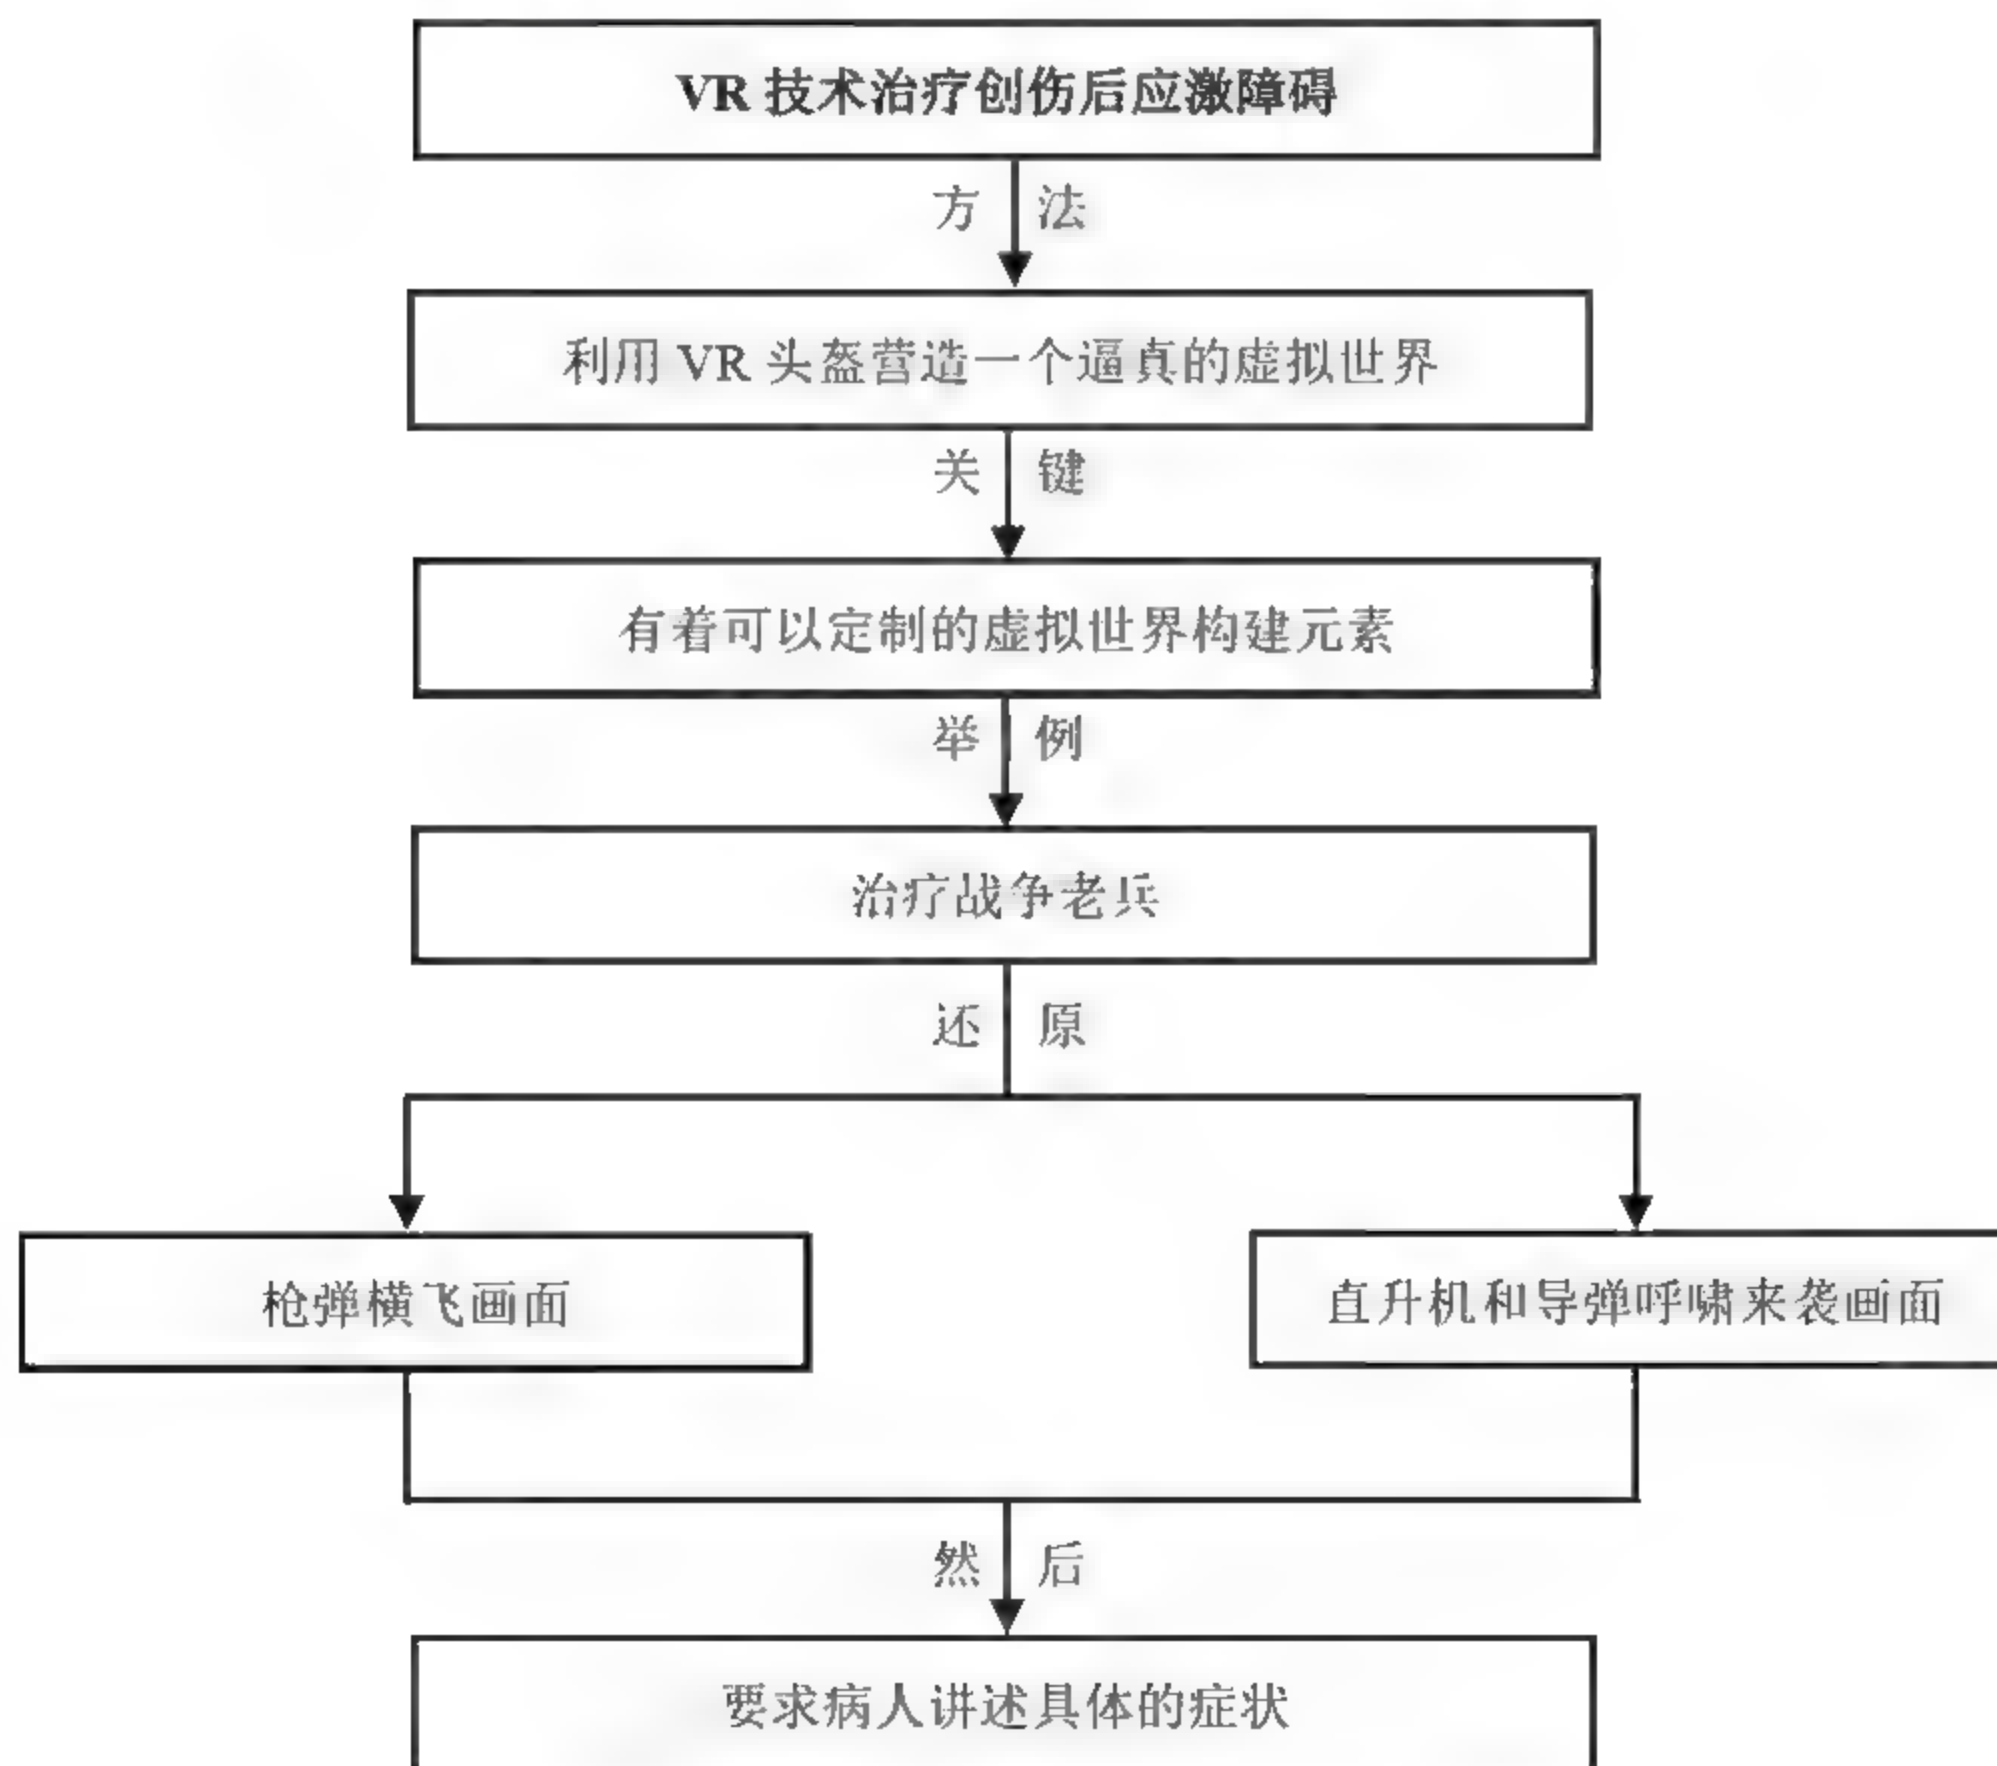 VR 技术治疗创伤后应激障碍
方 法
利用 VR 头盔营造一个逼真的虚拟世界
关 键
有着可以定制的虚拟世界构建元素
举 例
治疗战争老兵
还 原
枪弹横飞画面
直升机和导弹呼啸来袭画面
然 后
要求病人讲述具体的症状